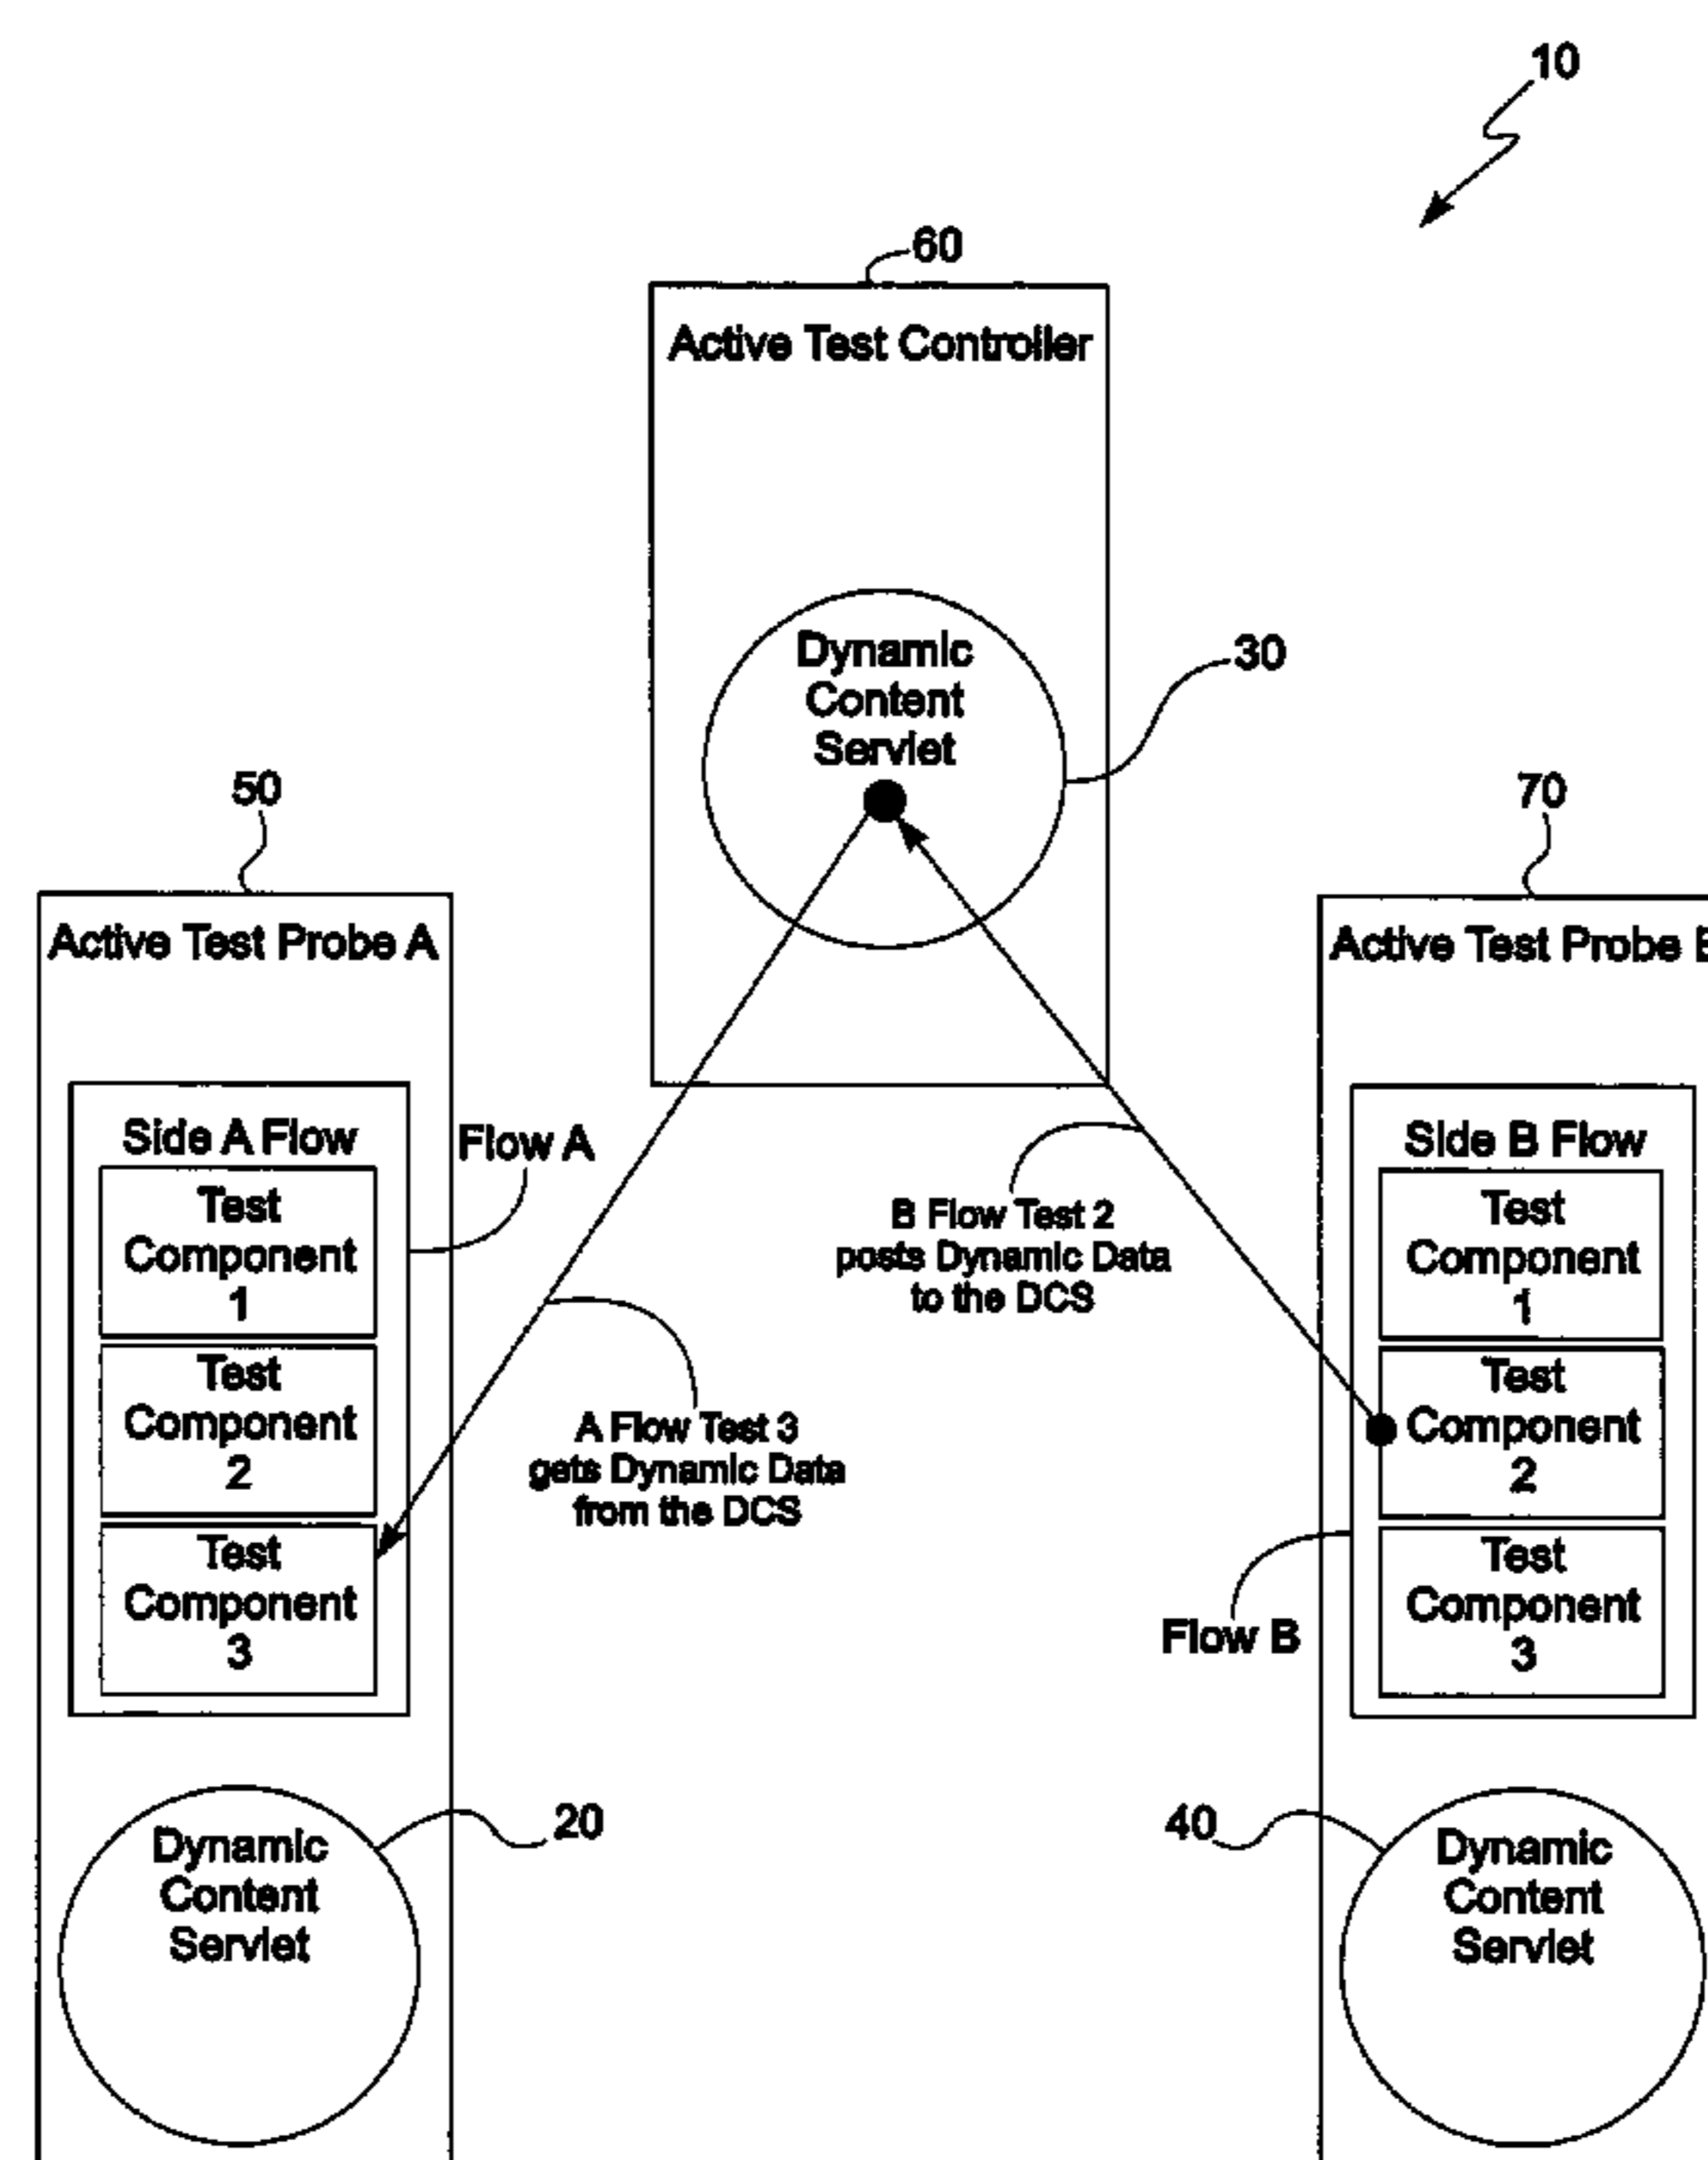 10
60
Active Test Controller
Dynamic
Content
Servlet
30
50
Active Test Probe A
Side A Flow
Test
Component
1
Test
Component
2
Test
Component
3
Flow A
A Flow Test 3
gets Dynamic Data
from the DCS
B Flow Test 2
posts Dynamic Data
to the DCS
70
Active Test Probe B
Side B Flow
Test
Component
1
Test
Component
2
Test
Component
3
Flow B
Dynamic
Content
Servlet
20
40
Dynamic
Content
Servlet